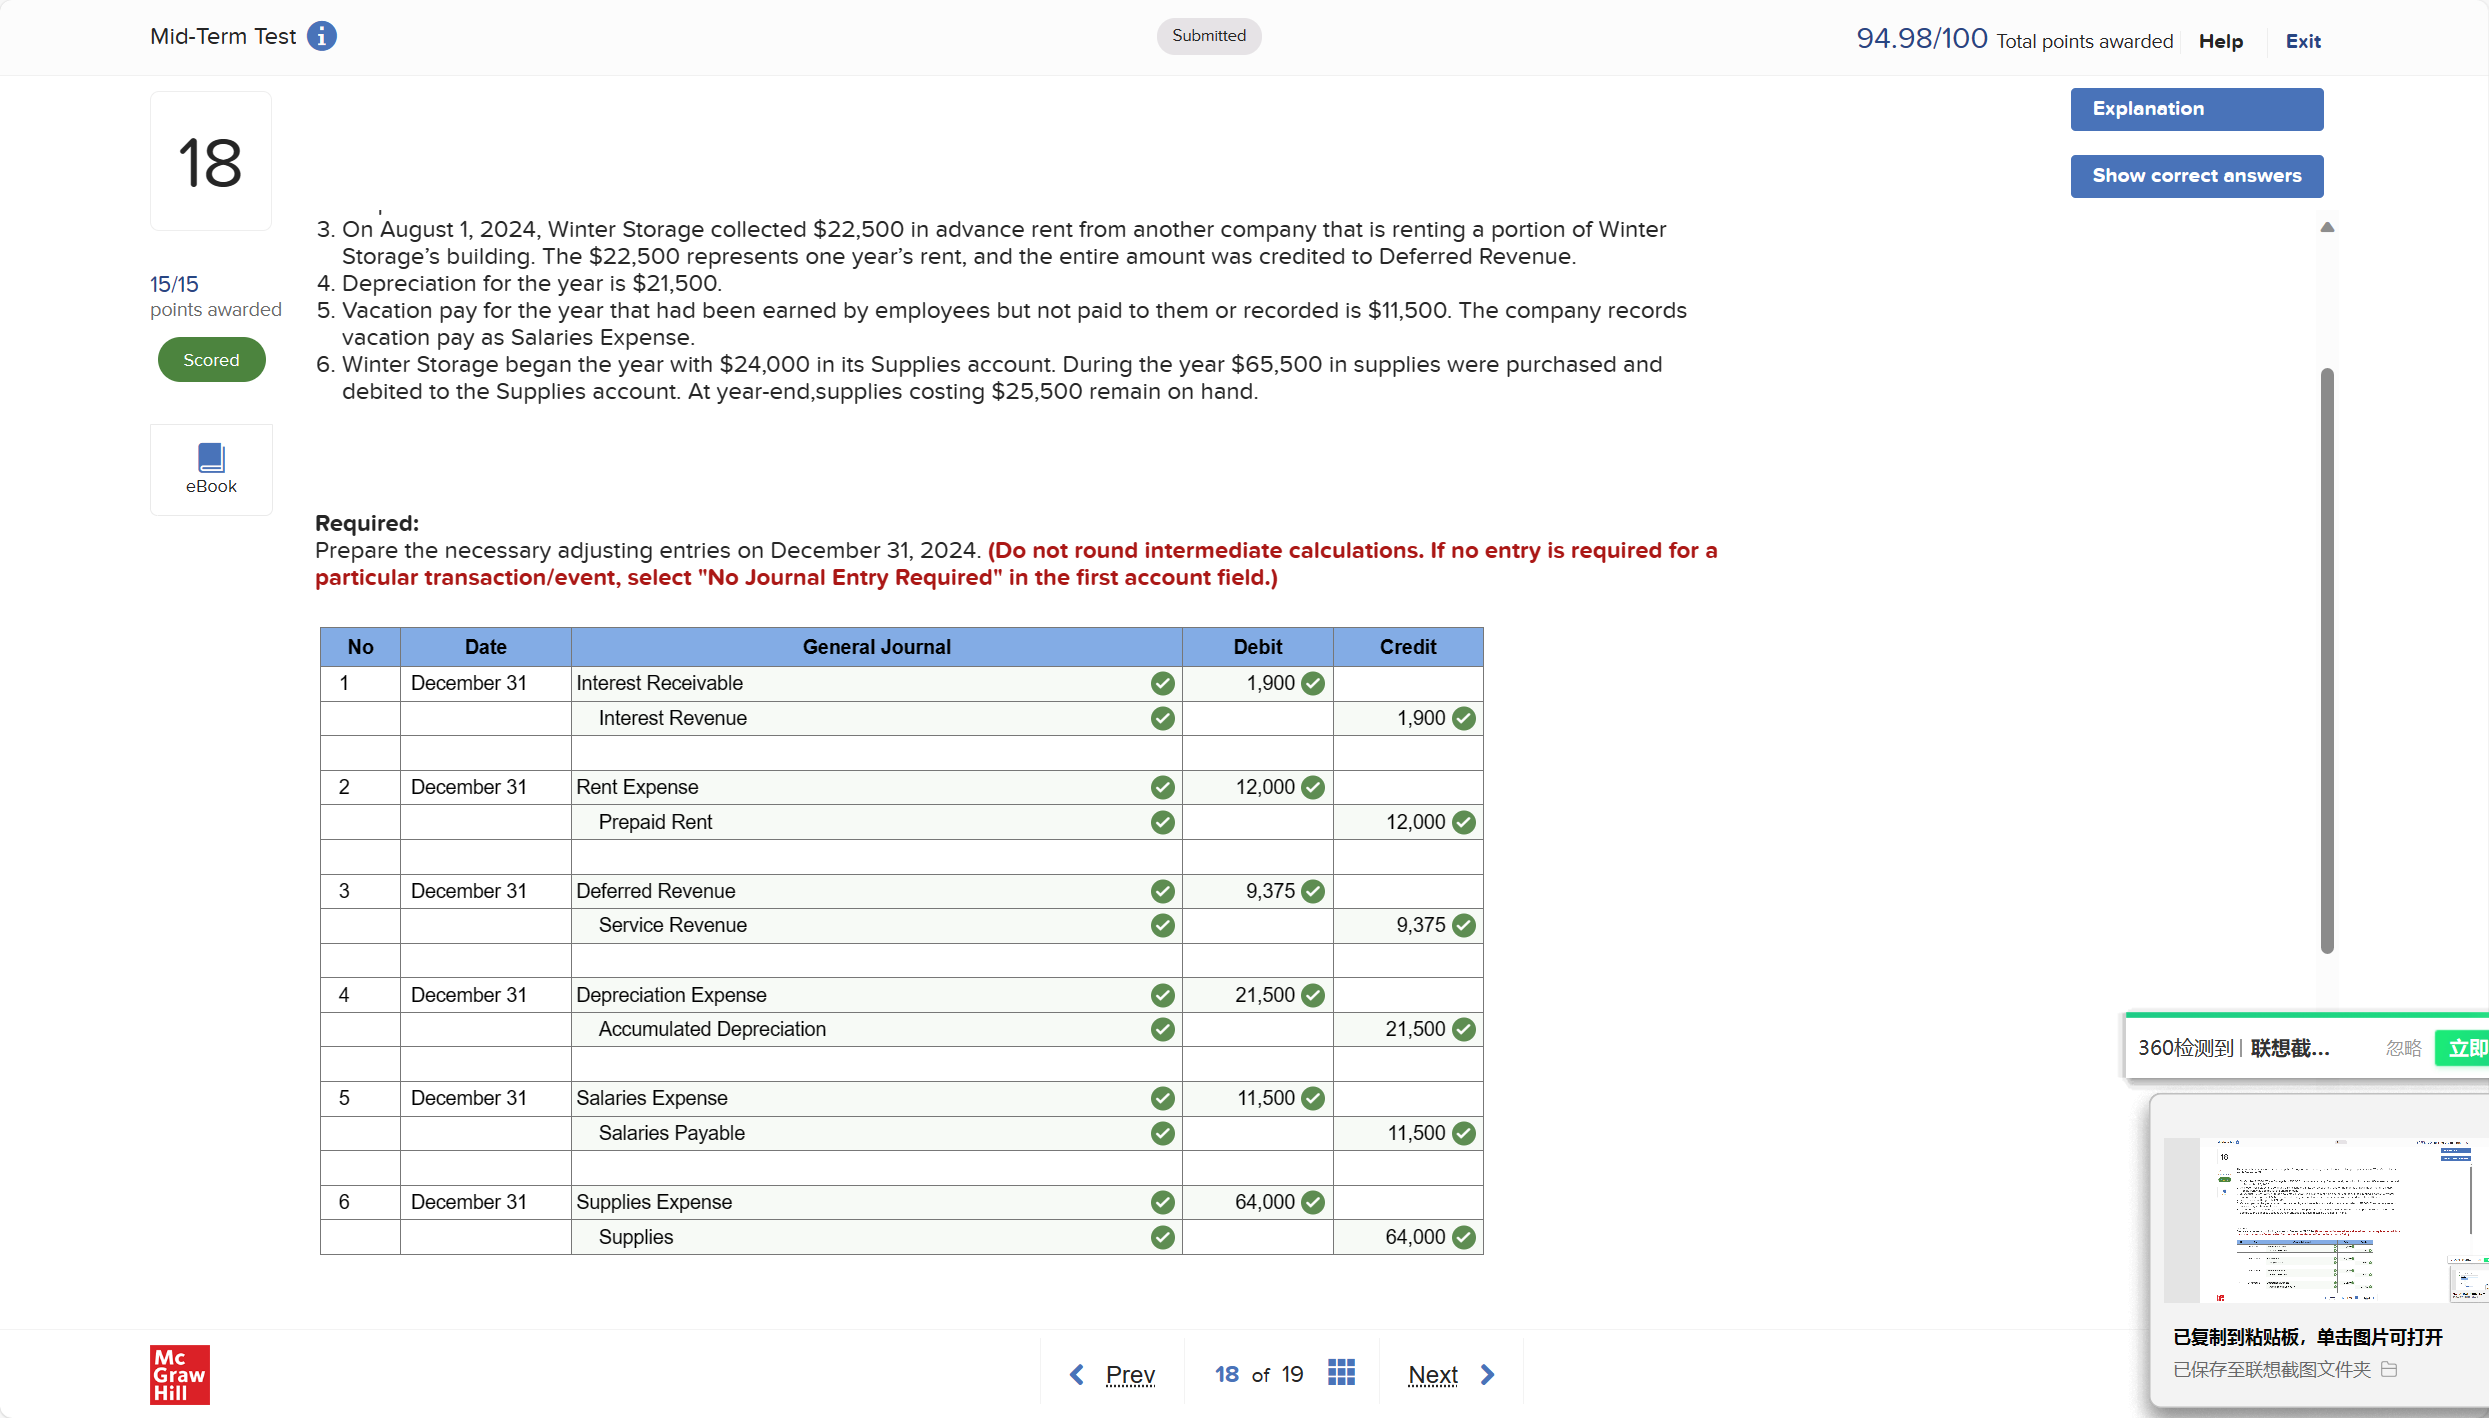 Mid-Term Test
Submitted
94.98/100 Total points awarded
Help
Exit
18
15/15
points awarded
Scored
eBook
Explanation
Show correct answers
3. On August 1, 2024, Winter Storage collected $22,500 in advance rent from another company that is renting a portion of Winter
Storage’s building. The $22,500 represents one year’s rent, and the entire amount was credited to Deferred Revenue.
4. Depreciation for the year is $21,500.
5. Vacation pay for the year that had been earned by employees but not paid to them or recorded is $11,500. The company records
vacation pay as Salaries Expense.
6. Winter Storage began the year with $24,000 in its Supplies account. During the year $65,500 in supplies were purchased and
debited to the Supplies account. At year-end,supplies costing $25,500 remain on hand.
Required:
Prepare the necessary adjusting entries on December 31, 2024. (Do not round intermediate calculations. If no entry is required for a
particular transaction/event, select "No Journal Entry Required" in the first account field.)
No Date General Journal Debit Credit
1 December 31 Interest Receivable 1,900
Interest Revenue 1,900
2 December 31 Rent Expense 12,000
Prepaid Rent 12,000
3 December 31 Deferred Revenue 9,375
Service Revenue 9,375
4 December 31 Depreciation Expense 21,500
Accumulated Depreciation 21,500
5 December 31 Salaries Expense 11,500
Salaries Payable 11,500
6 December 31 Supplies Expense 64,000
Supplies 64,000
360检测到 | 联想截... 忽略 立即
18
已复制到粘贴板，单击图片可打开
已保存至联想截图文件夹
Mc
Graw
Hill
Prev
18 of 19
Next